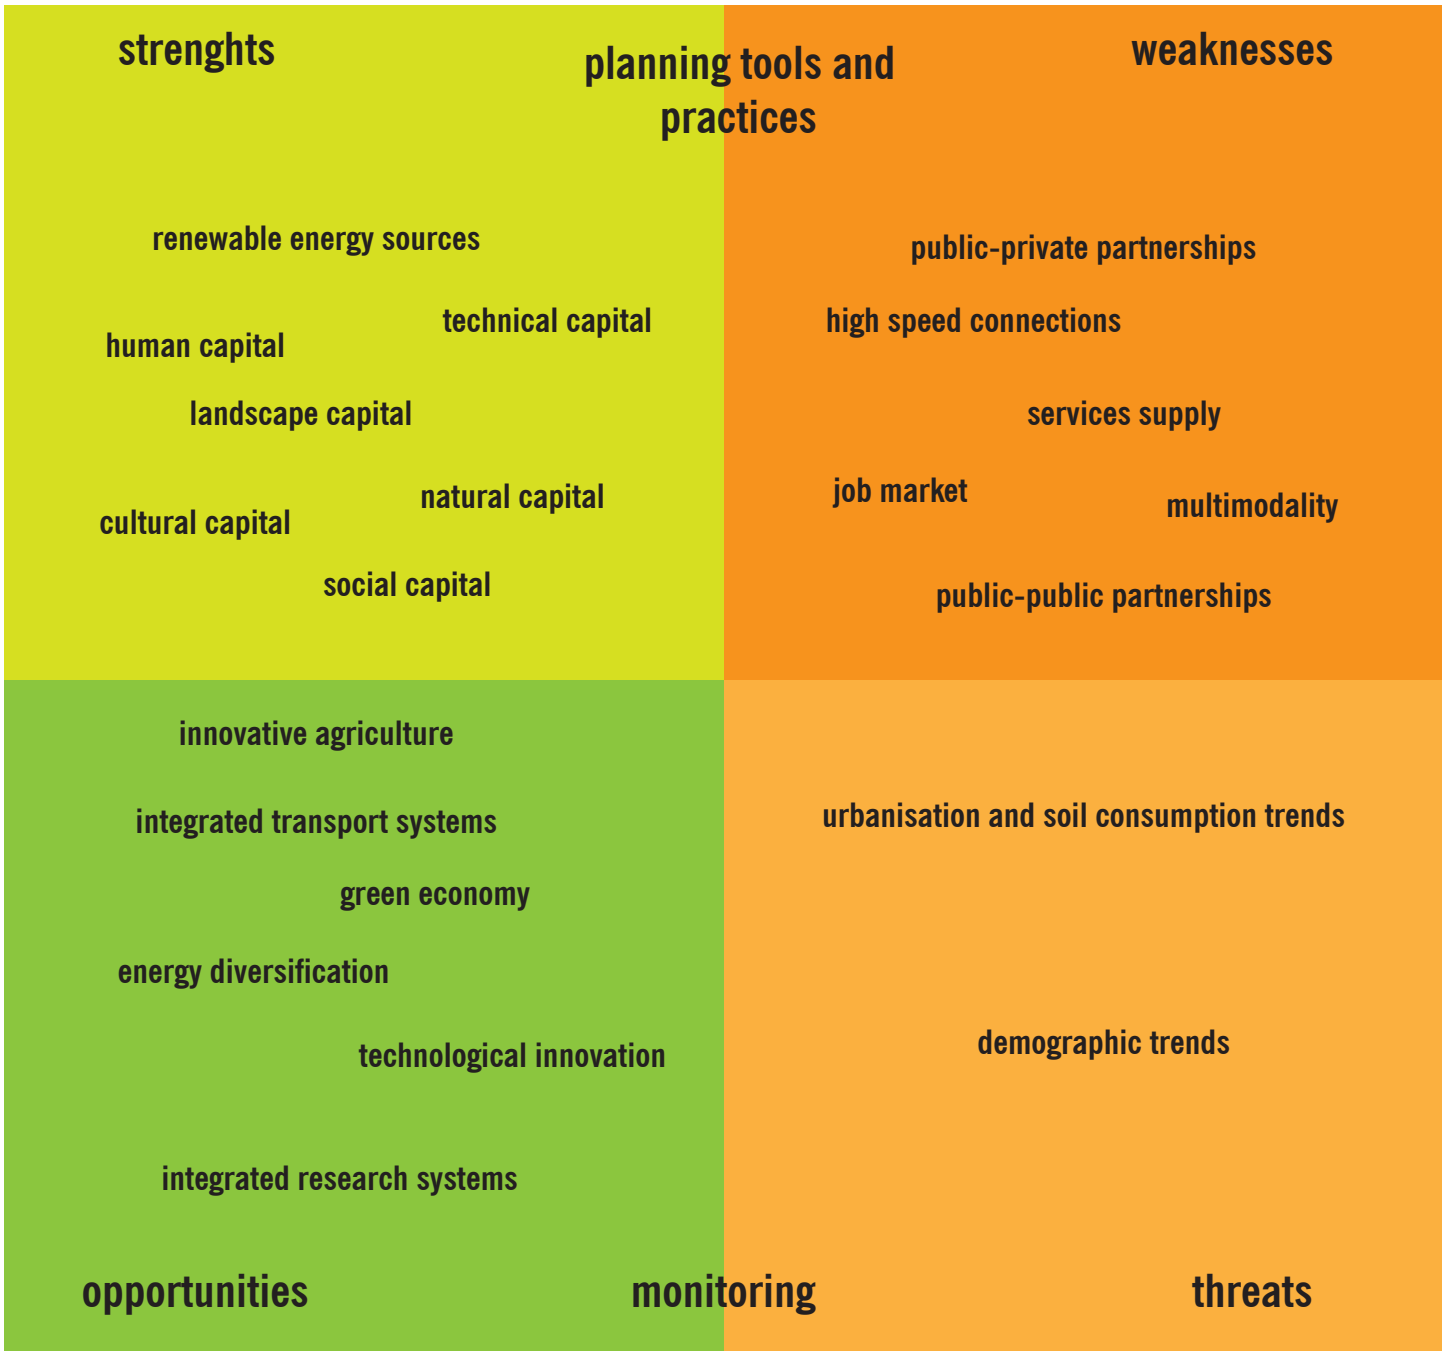 strenghts
planning tools and
practices
weaknesses
renewable energy sources
technical capital
human capital
landscape capital
natural capital
cultural capital
social capital
public-private partnerships
high speed connections
services supply
job market
multimodality
public-public partnerships
innovative agriculture
integrated transport systems
green economy
energy diversification
technological innovation
integrated research systems
urbanisation and soil consumption trends
demographic trends
opportunities
monitoring
threats